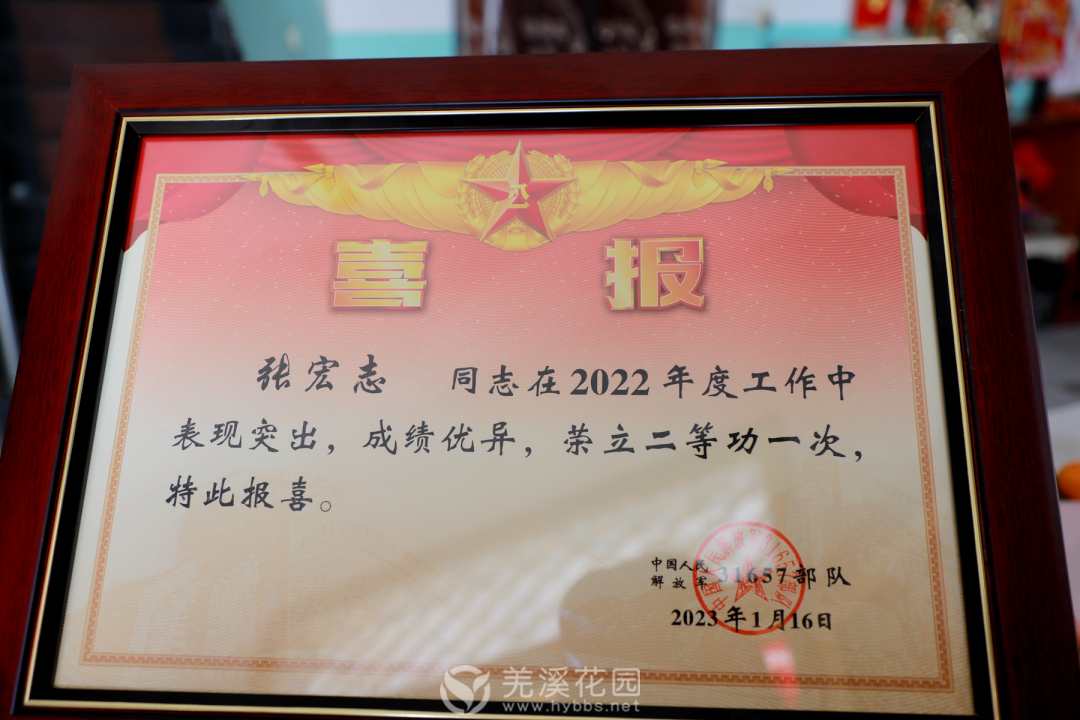 喜报
张宏志 同志在2022年度工作中
表现突出，成绩优异，荣立二等功一次，
特此报喜。
中国人民
解放军 31657部队
2023年1月16日
羌溪花园
www.hybbs.net